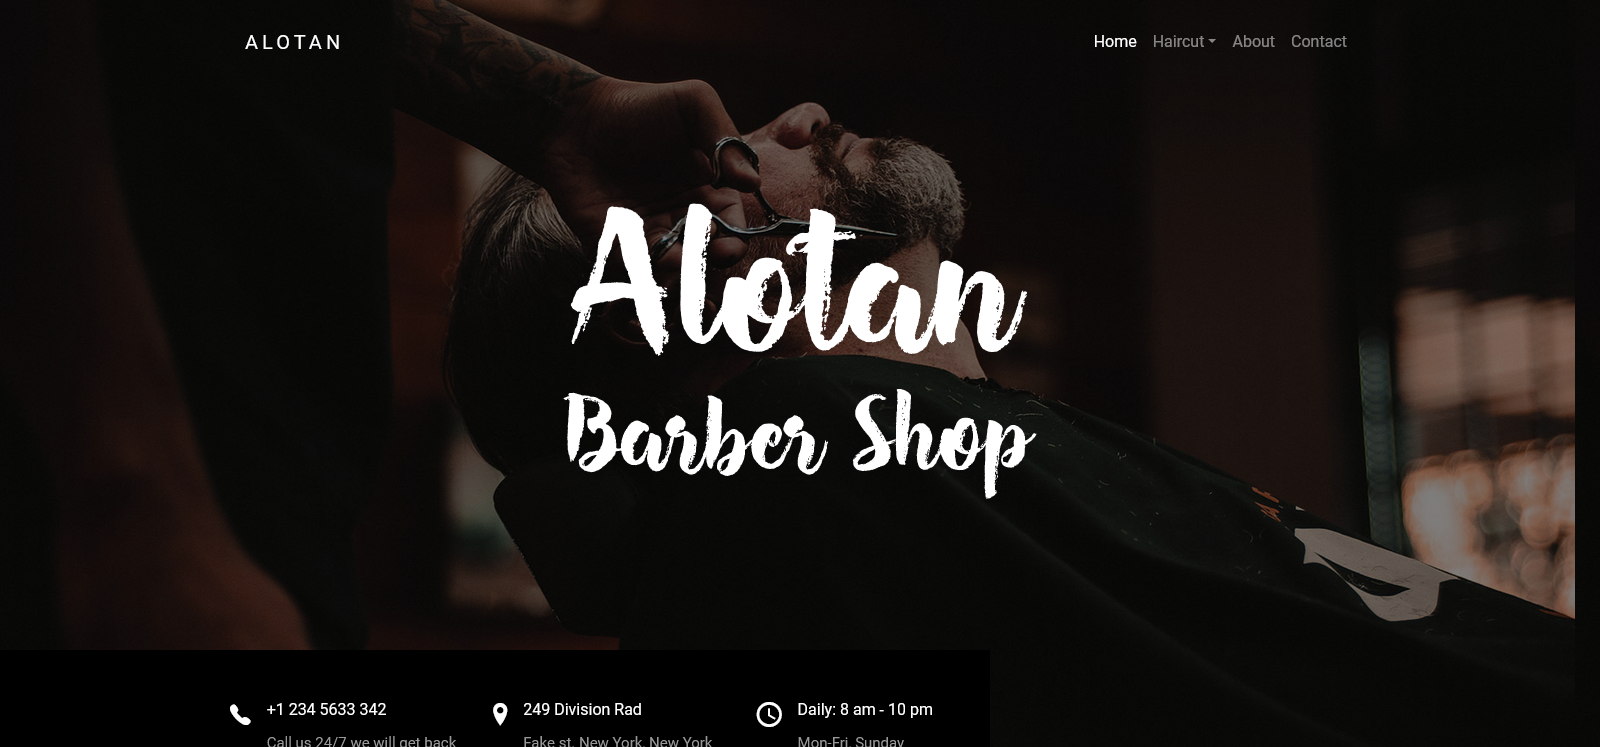 ALOTAN
Home Haircut About Contact
Alotan
Barber Shop
+1 234 5633 342
249 Division Rad
Daily: 8 am - 10 pm
Call us 24/7 we will get back
Fake st. New York, New York
Mon-Fri, Sunday